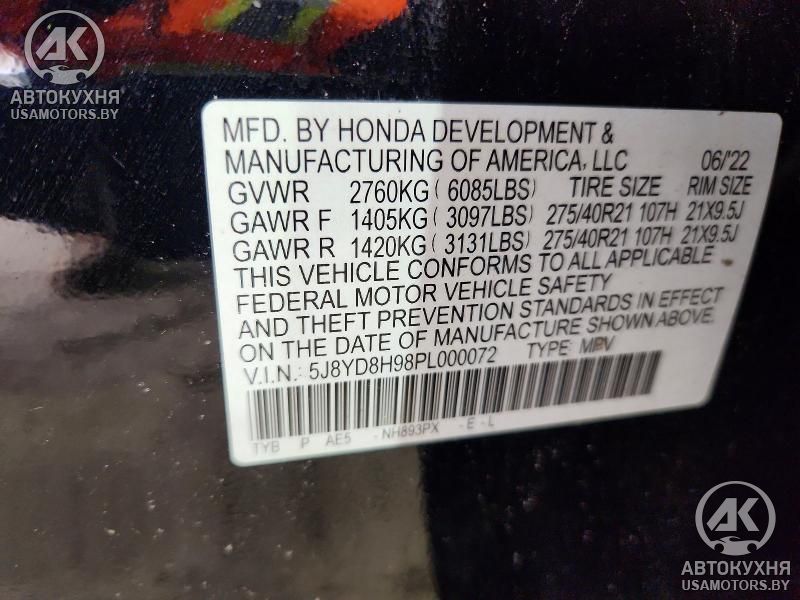 AK
АВТОКУХНЯ
USAMOTORS.BY
MFD. BY HONDA DEVELOPMENT &
MANUFACTURING OF AMERICA, LLC 06/'22
GVWR 2760KG ( 6085LBS) TIRE SIZE RIM SIZE
GAWR F 1405KG ( 3097LBS) 275/40R21 107H 21X9.5J
GAWR R 1420KG ( 3131LBS) 275/40R21 107H 21X9.5J
THIS VEHICLE CONFORMS TO ALL APPLICABLE
FEDERAL MOTOR VEHICLE SAFETY
AND THEFT PREVENTION STANDARDS IN EFFECT
ON THE DATE OF MANUFACTURE SHOWN ABOVE.
V.I.N.: 5J8YD8H98PL000072 TYPE: MPV
TYB P AE5 - NH893PX - E - L
AK
АВТОКУХНЯ
USAMOTORS.BY